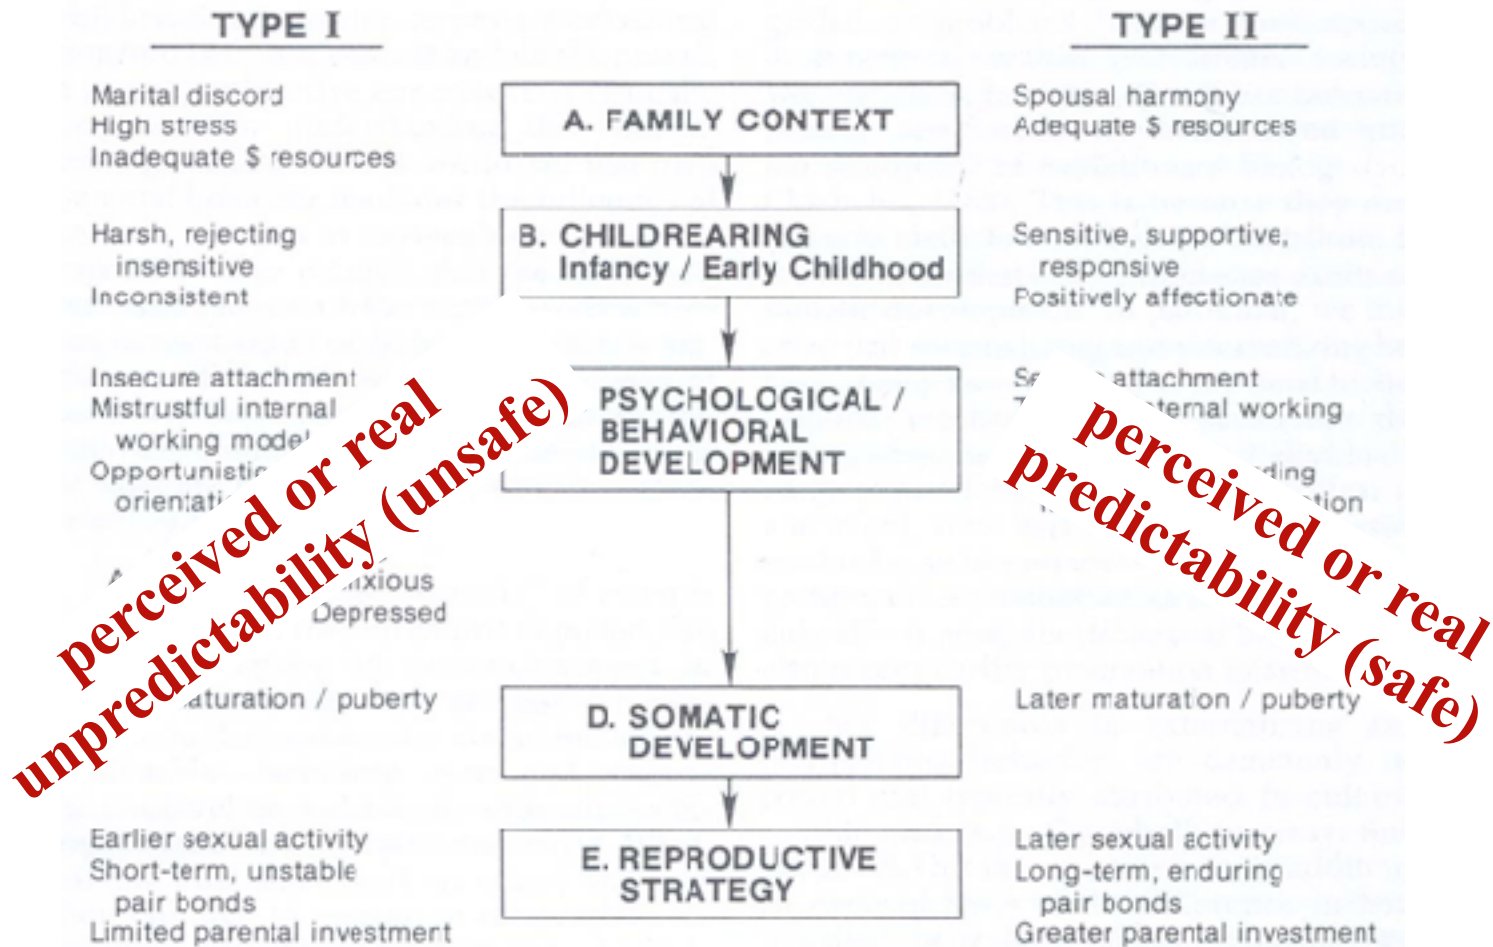 TYPE I
Marital discord
High stress
Inadequate $ resources
Harsh, rejecting
insensitive
Inconsistent
Insecure attachment
Mistrustful internal
working model
Opportunistic
Depressed
maturation / puberty
Earlier sexual activity
Short-term, unstable
pair bonds
Limited parental investment
perceived or real
unpredictability (unsafe)
A. FAMILY CONTEXT
B. CHILDREARING
Infancy / Early Childhood
PSYCHOLOGICAL /
BEHAVIORAL
DEVELOPMENT
D. SOMATIC
DEVELOPMENT
E. REPRODUCTIVE
STRATEGY
TYPE II
Spousal harmony
Adequate $ resources
Sensitive, supportive,
responsive
Positively affectionate
attachment
working
Later maturation / puberty
Later sexual activity
Long-term, enduring
pair bonds
Greater parental investment
perceived or real
predictability (safe)